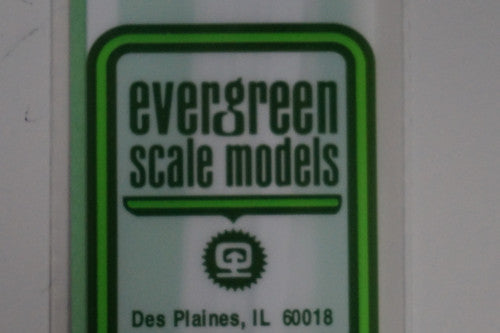 evergreen
scale models
Des Plaines, IL 60018